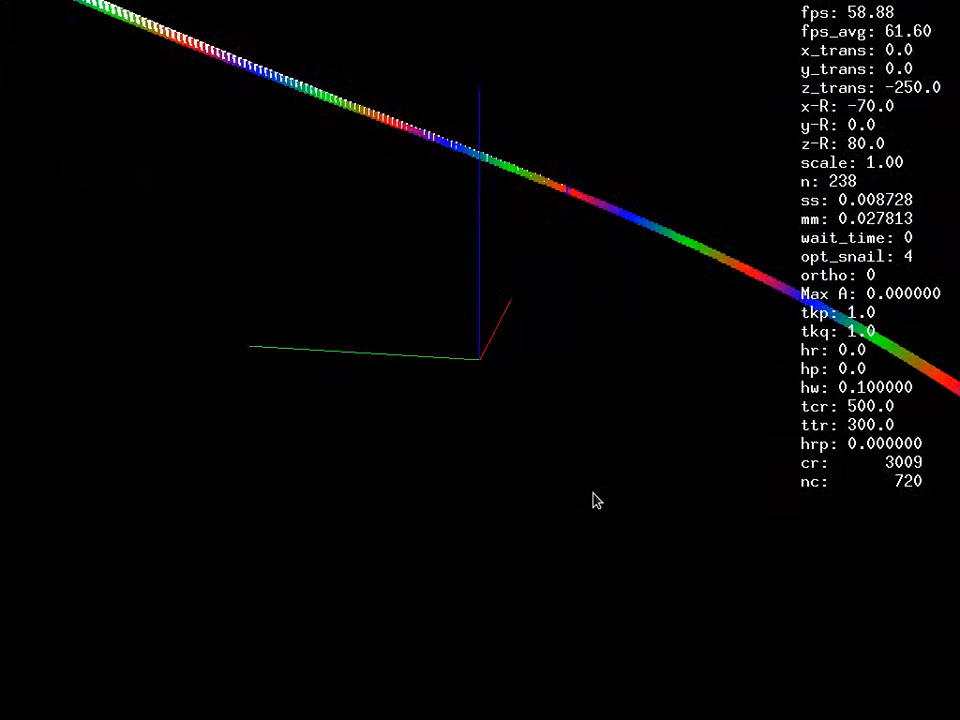 fps: 58.88
fps_avg: 61.60
x_trans: 0.0
y_trans: 0.0
z_trans: -250.0
x-R: -70.0
y-R: 0.0
z-R: 80.0
scale: 1.00
n: 238
ss: 0.008728
mm: 0.027813
wait_time: 0
opt_snail: 4
ortho: 0
Max A: 0.000000
tkp: 1.0
tkq: 1.0
hr: 0.0
hp: 0.0
hw: 0.100000
tcr: 500.0
ttr: 300.0
hrp: 0.000000
cr: 3009
nc: 720